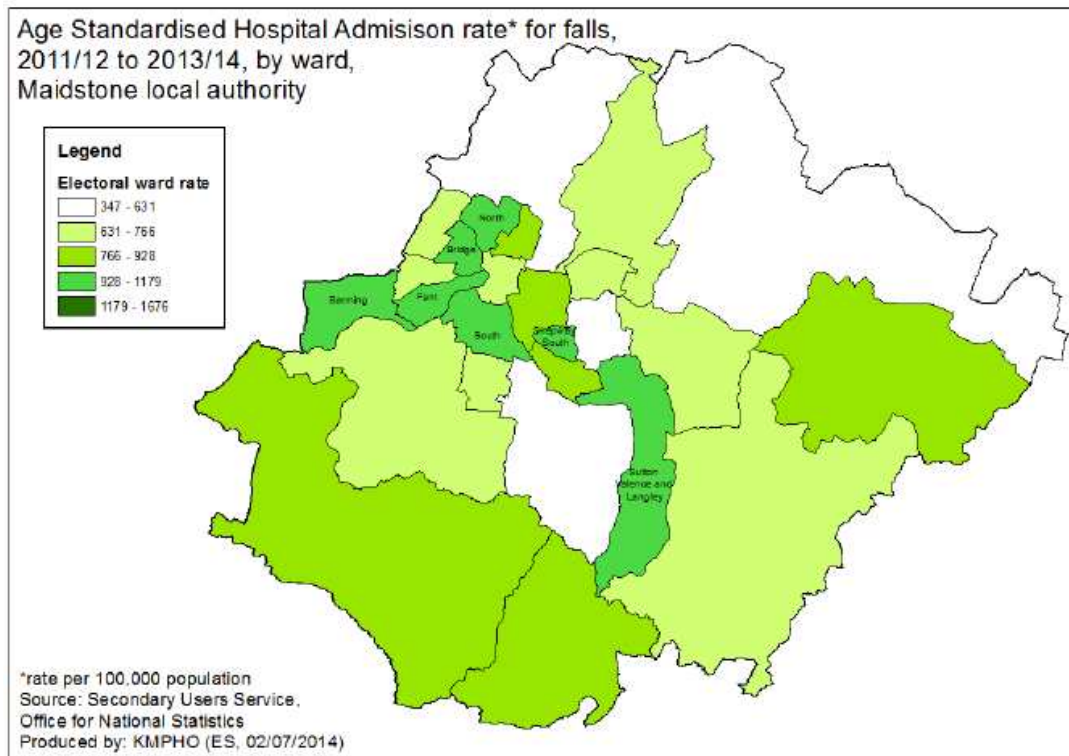 Age Standardised Hospital Admisison rate* for falls,
2011/12 to 2013/14, by ward,
Maidstone local authority
Legend
Electoral ward rate
347 - 631
631 - 766
766 - 928
928 - 1179
1179 - 1676
North
Bridge
Barming
Fant
South
Shepway
South
Sutton
Valence and
Langley
*rate per 100,000 population
Source: Secondary Users Service,
Office for National Statistics
Produced by: KMPHO (ES, 02/07/2014)